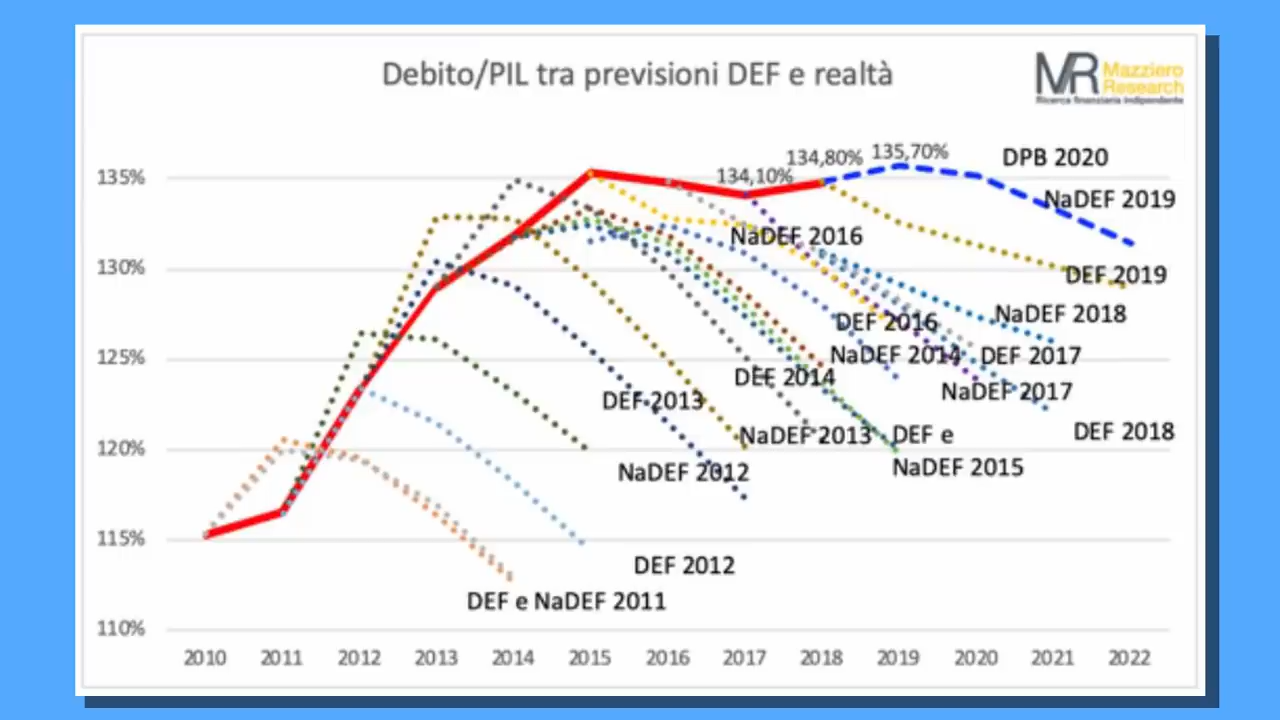 Debito/PIL tra previsioni DEF e realtà
MR Mazziero
Research
Ricerca finanziaria indipendente
135%
130%
125%
120%
115%
110%
134,10%
134,80%
135,70%
DPB 2020
NaDEF 2019
NaDEF 2016
DEF 2019
NaDEF 2018
DEF 2016
NaDEF 2014
DEF 2017
DEF 2014
NaDEF 2017
DEF 2013
NaDEF 2013
DEF e
NaDEF 2015
DEF 2018
NaDEF 2012
DEF 2012
DEF e NaDEF 2011
2010 2011 2012 2013 2014 2015 2016 2017 2018 2019 2020 2021 2022